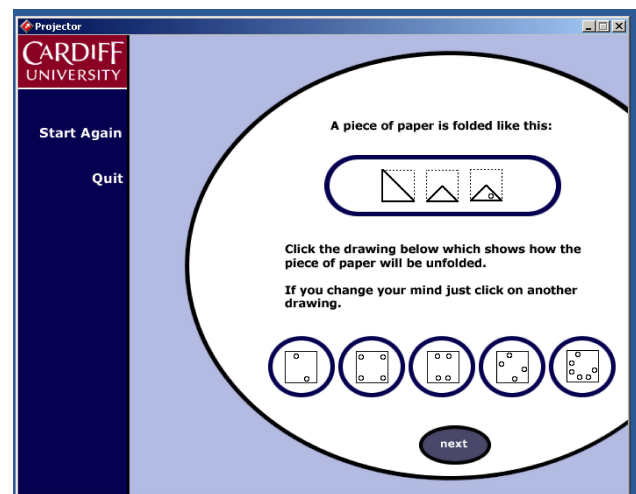 Projector
CARDIFF
UNIVERSITY
Start Again
Quit
A piece of paper is folded like this:
Click the drawing below which shows how the
piece of paper will be unfolded.
If you change your mind just click on another
drawing.
next